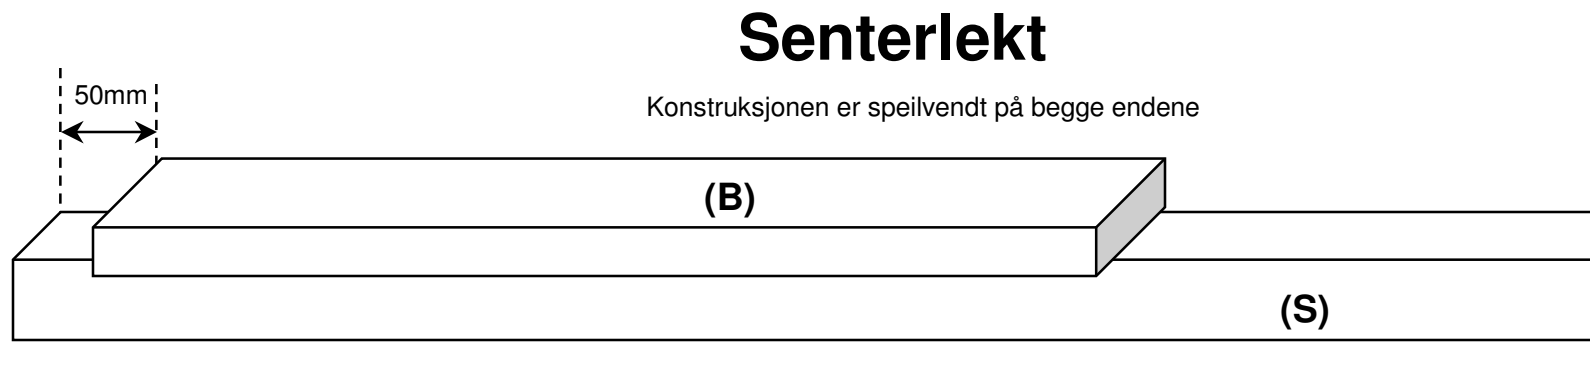 Senterlekt
50mm
Konstruksjonen er speilvendt på begge endene
(B)
(S)